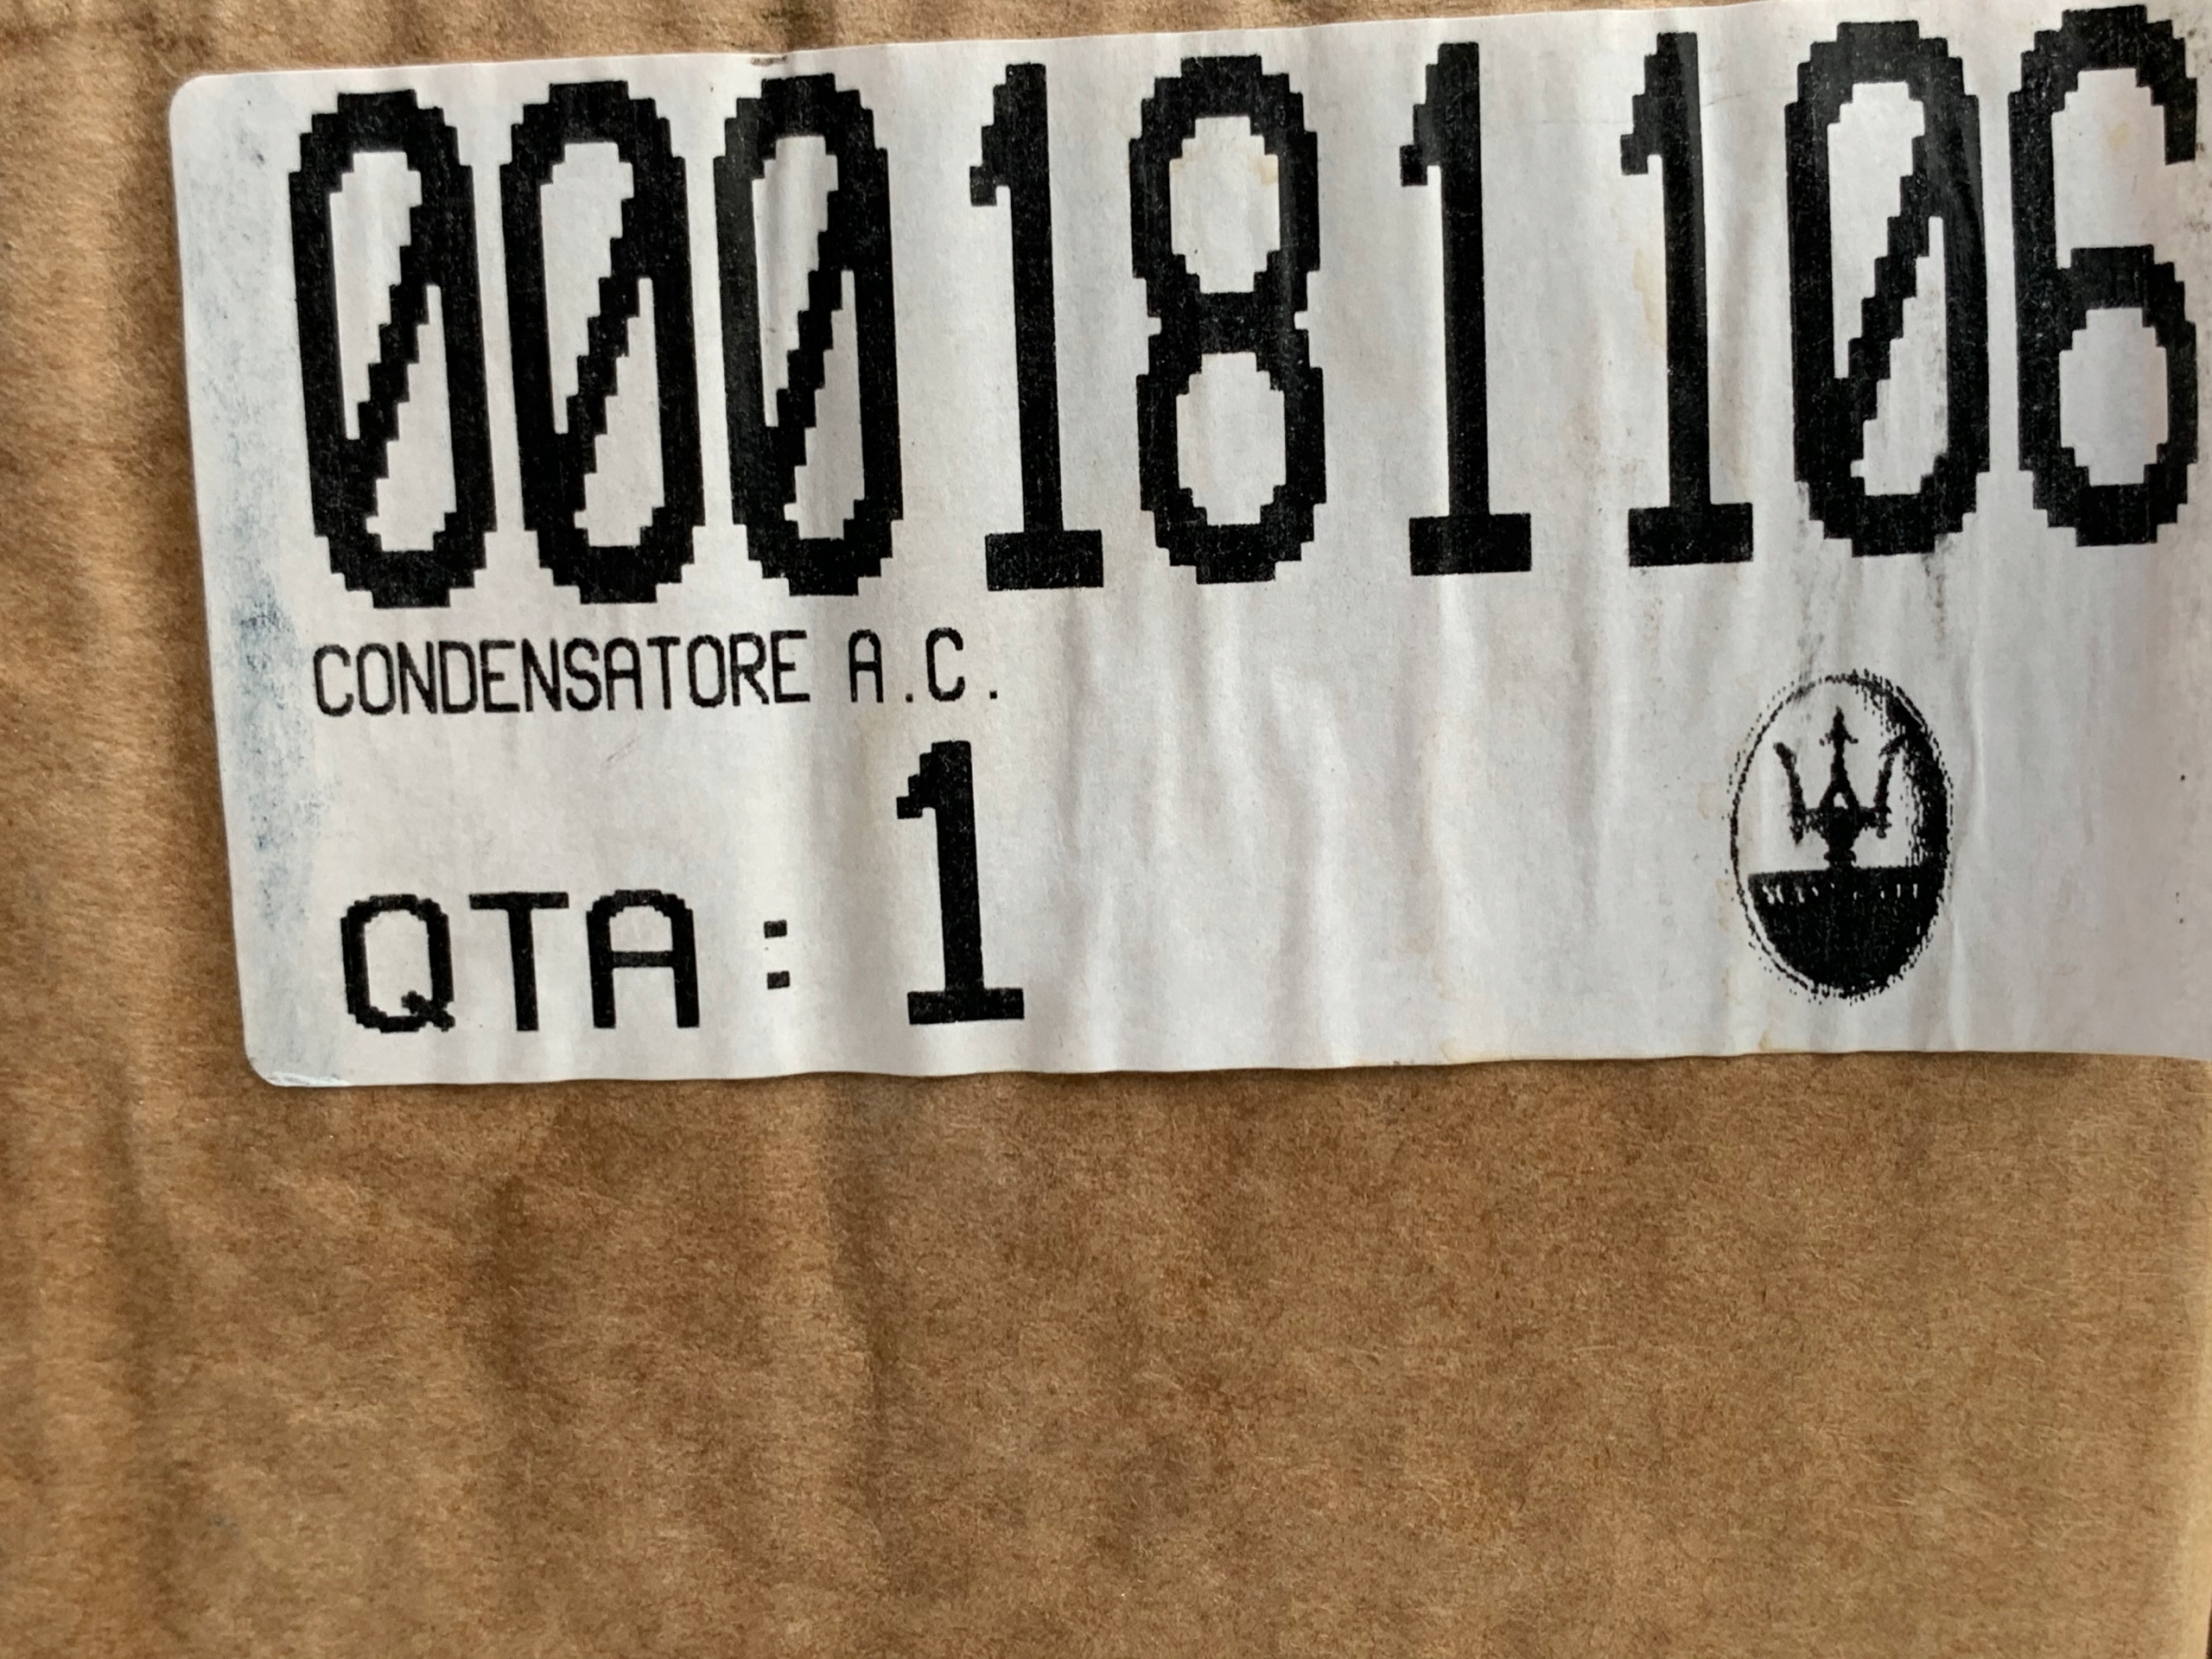 000181106
CONDENSATORE A.C.
QTA: 1